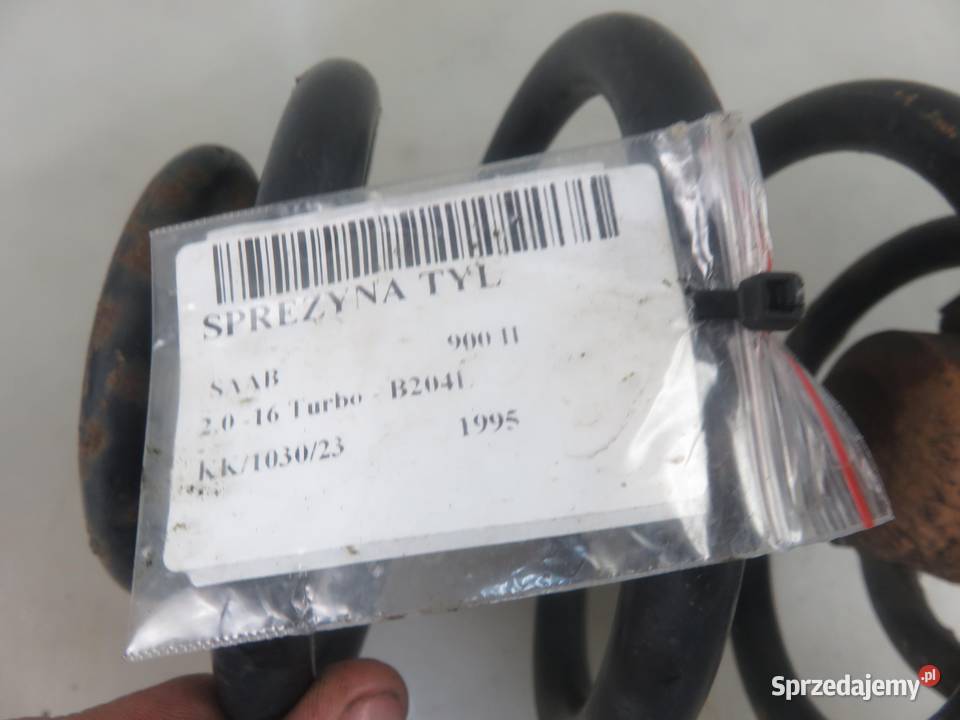 SPREZYNA TYL
SAAB 900 II
2.0 -16 Turbo - B204L
KK/1030/23 1995
Sprzedajemy.pl